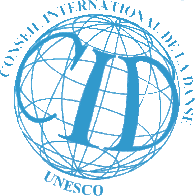 CONSEIL INTERNATIONAL DE LA DANSE
CID
UNESCO